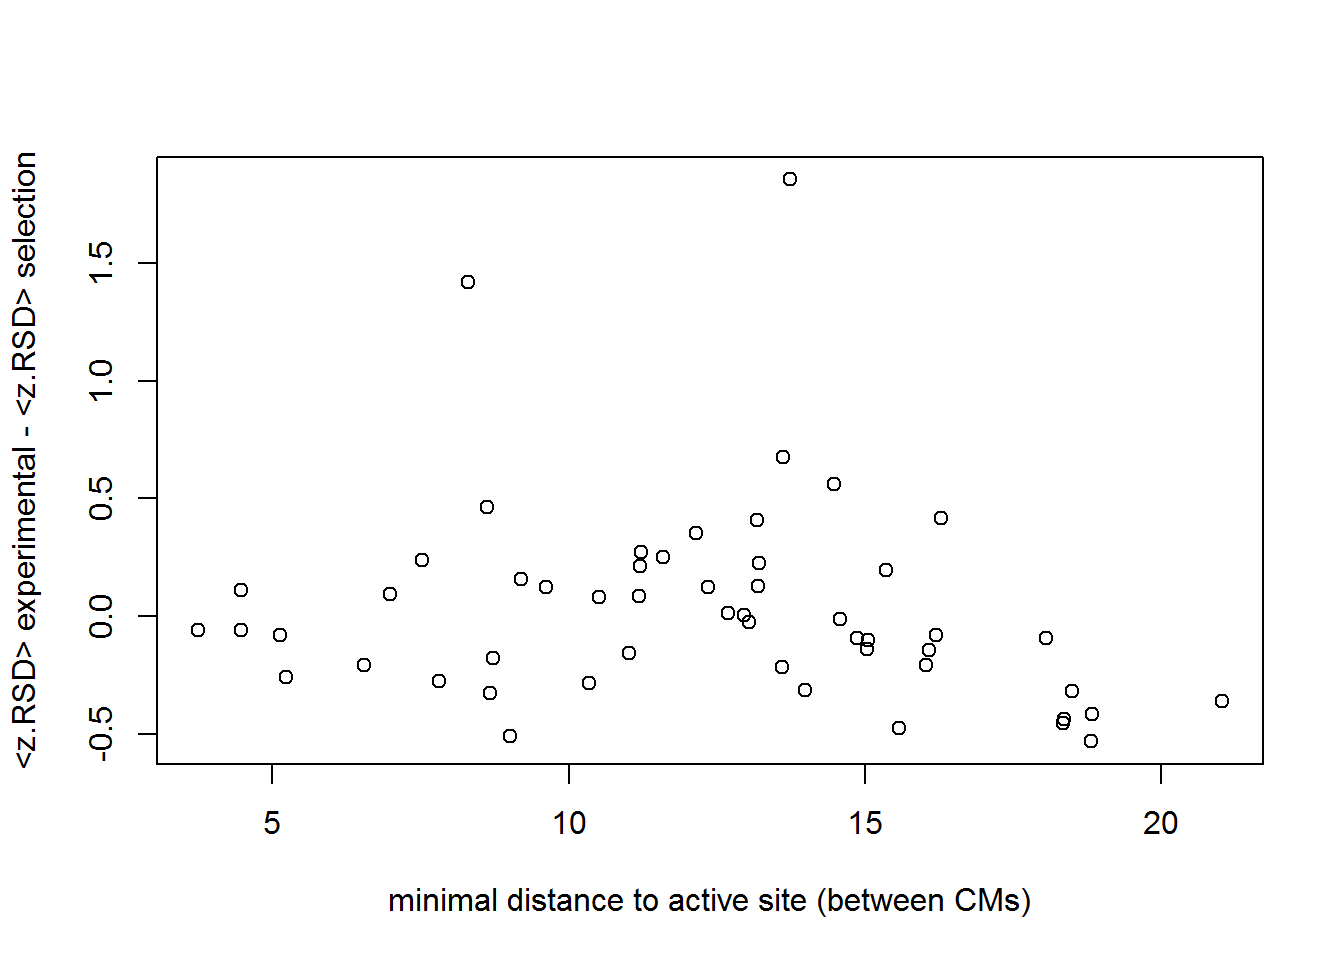 <z.RSD> experimental - <z.RSD> selection
1.5
1.0
0.5
0.0
-0.5
5 10 15 20
minimal distance to active site (between CMs)